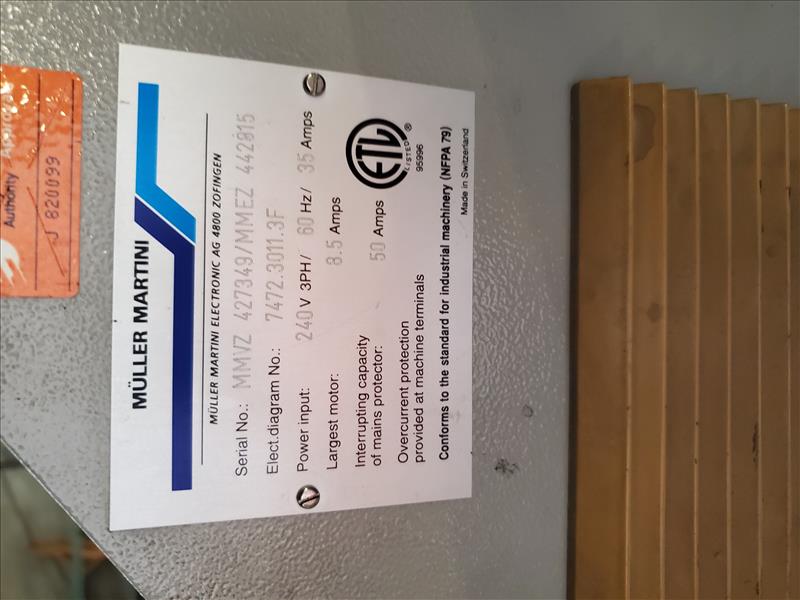 Authority
J 820099
MÜLLER MARTINI
MÜLLER MARTINI ELECTRONIC AG 4800 ZOFINGEN
Serial No.: MMVZ 427349/MMEZ 442815
Elect.diagram No.: 7472.3011.3F
Power input: 240 V 3PH/ 60 Hz/ 35 Amps
Largest motor: 8.5 Amps
Interrupting capacity
of mains protector: 50 Amps
Overcurrent protection
provided at machine terminals
Conforms to the standard for industrial machinery (NFPA 79)
Made in Switzerland
ETL
LISTED ®
95996